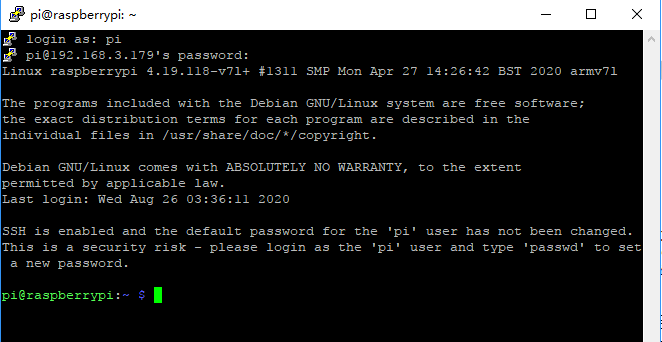 pi@raspberrypi: ~
login as: pi
pi@192.168.3.179's password:
Linux raspberrypi 4.19.118-v7l+ #1311 SMP Mon Apr 27 14:26:42 BST 2020 armv7l
The programs included with the Debian GNU/Linux system are free software;
the exact distribution terms for each program are described in the
individual files in /usr/share/doc/*/copyright.
Debian GNU/Linux comes with ABSOLUTELY NO WARRANTY, to the extent
permitted by applicable law.
Last login: Wed Aug 26 03:36:11 2020
SSH is enabled and the default password for the 'pi' user has not been changed.
This is a security risk - please login as the 'pi' user and type 'passwd' to set
a new password.
pi@raspberrypi:~ $